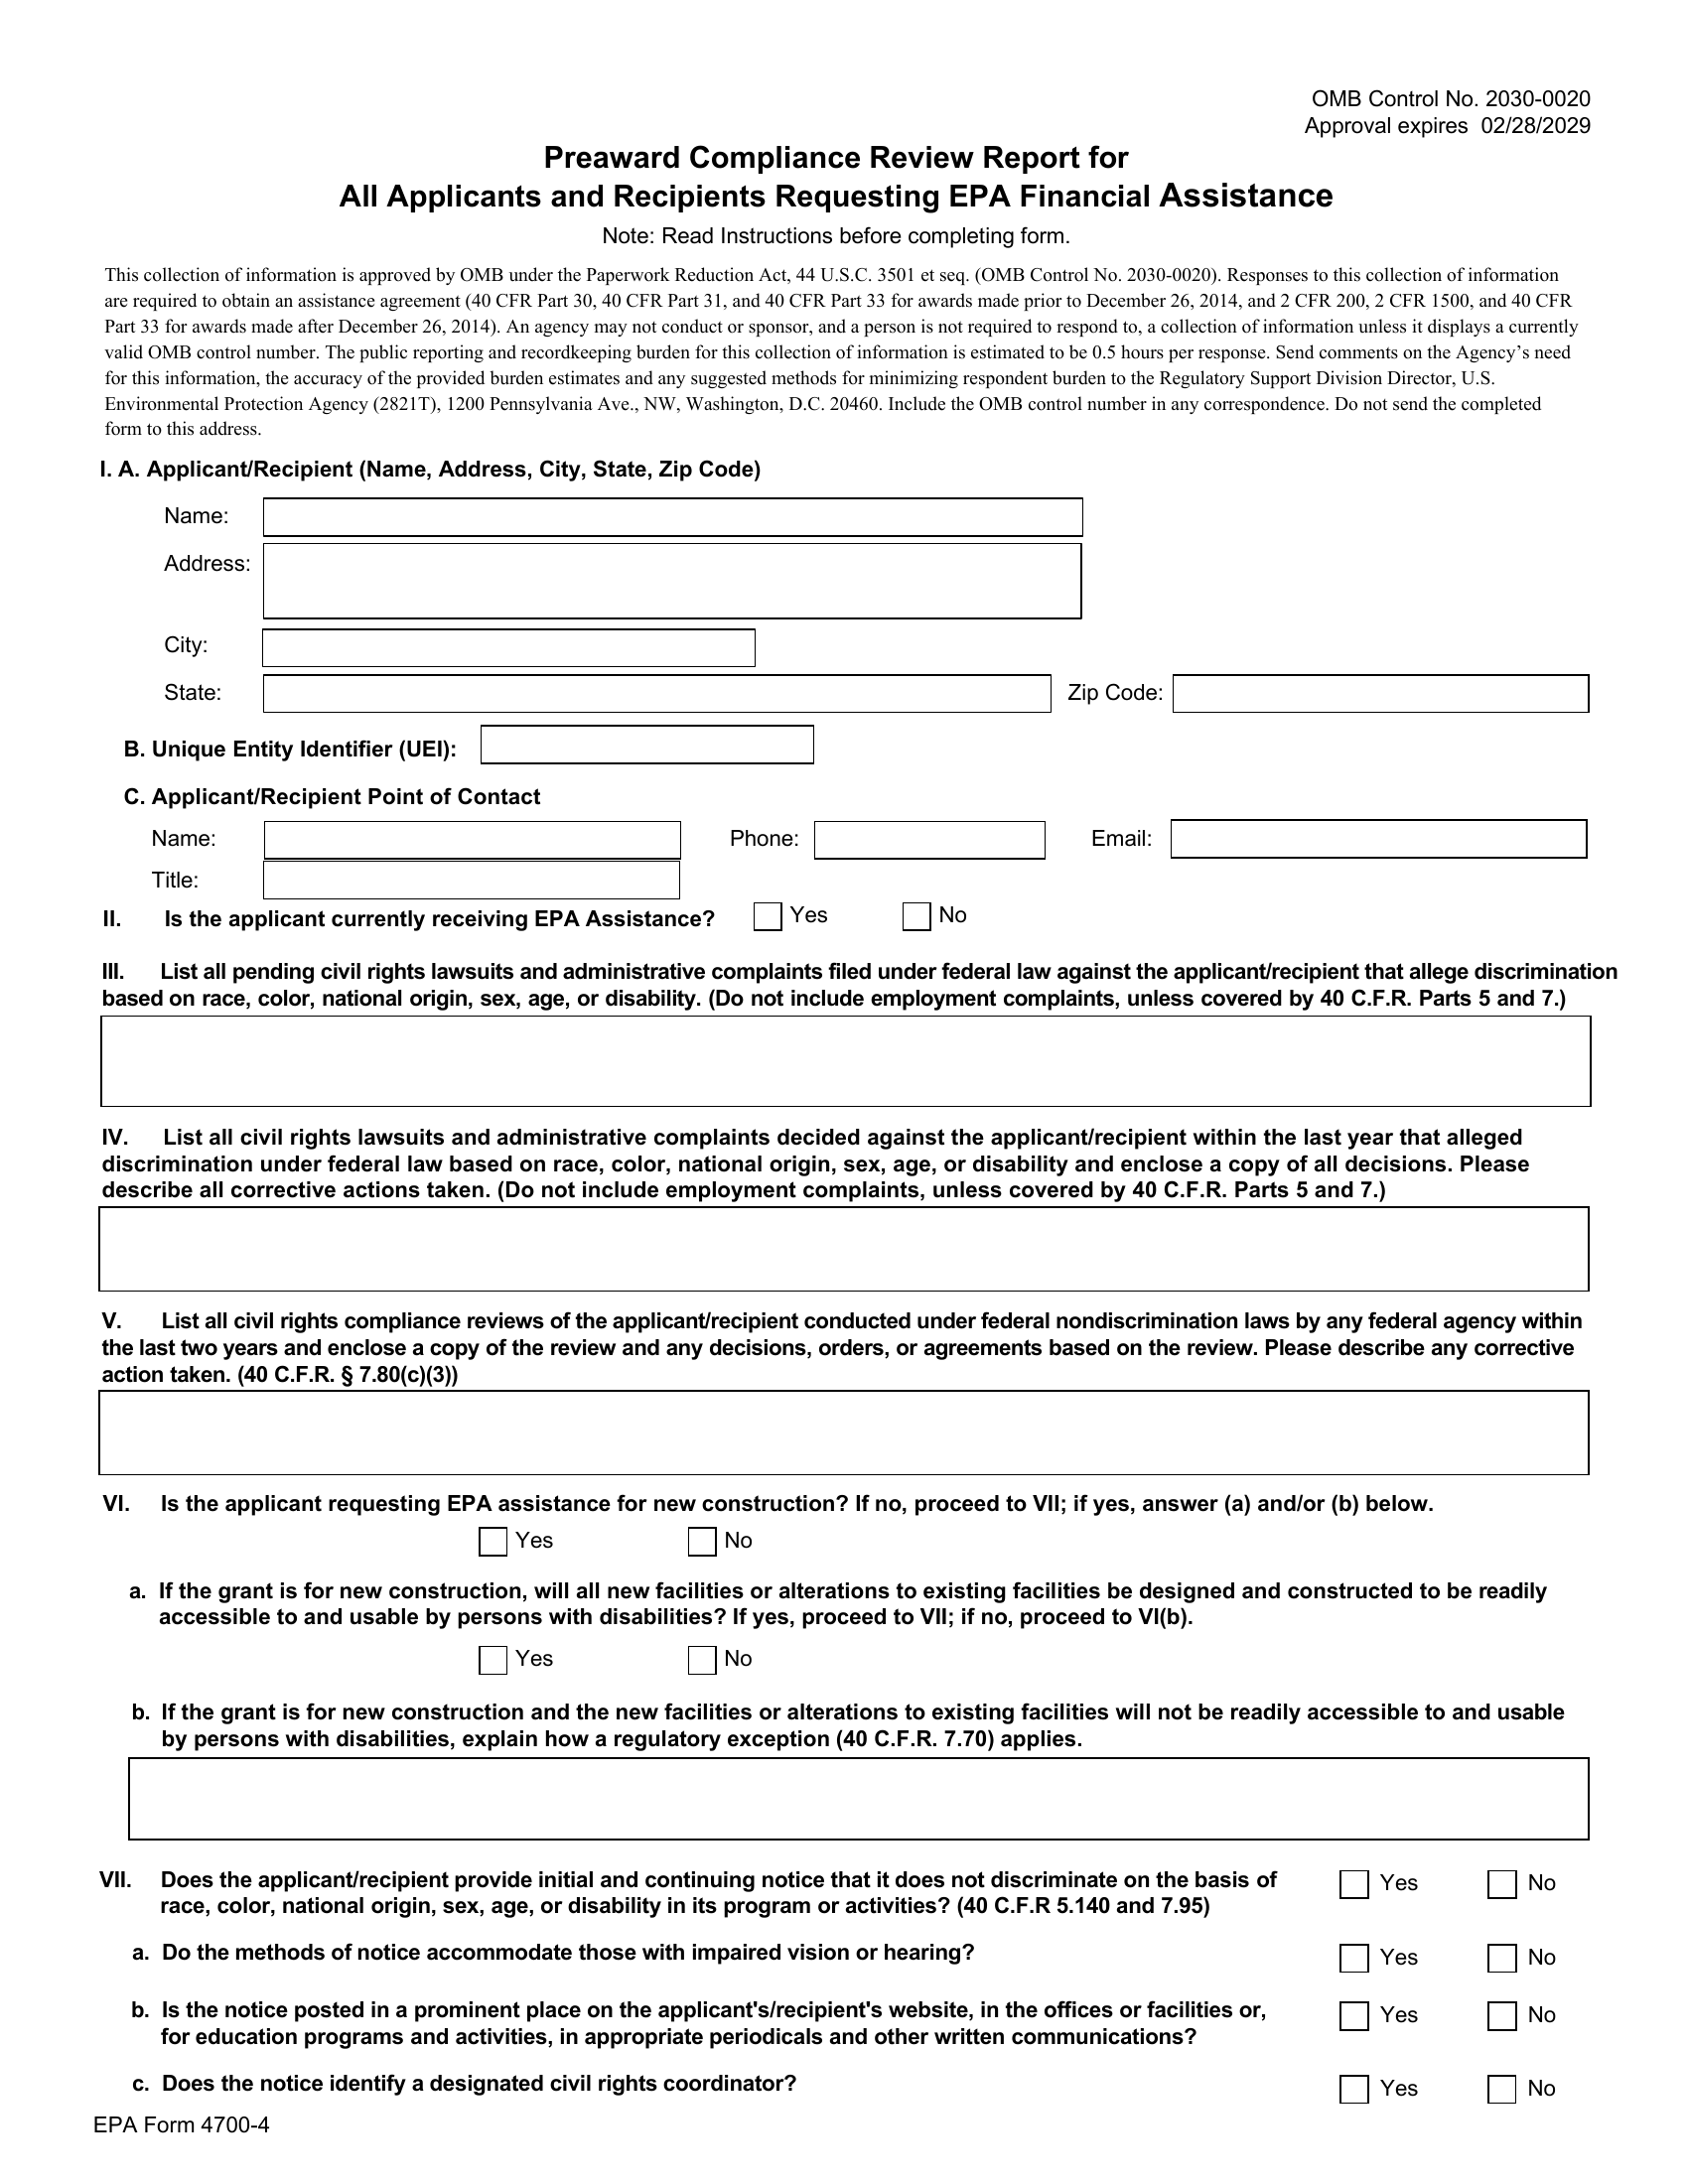 OMB Control No. 2030-0020
Approval expires 02/28/2029
Preaward Compliance Review Report for
All Applicants and Recipients Requesting EPA Financial Assistance
Note: Read Instructions before completing form.
This collection of information is approved by OMB under the Paperwork Reduction Act, 44 U.S.C. 3501 et seq. (OMB Control No. 2030-0020). Responses to this collection of information
are required to obtain an assistance agreement (40 CFR Part 30, 40 CFR Part 31, and 40 CFR Part 33 for awards made prior to December 26, 2014, and 2 CFR 200, 2 CFR 1500, and 40 CFR
Part 33 for awards made after December 26, 2014). An agency may not conduct or sponsor, and a person is not required to respond to, a collection of information unless it displays a currently
valid OMB control number. The public reporting and recordkeeping burden for this collection of information is estimated to be 0.5 hours per response. Send comments on the Agency’s need
for this information, the accuracy of the provided burden estimates and any suggested methods for minimizing respondent burden to the Regulatory Support Division Director, U.S.
Environmental Protection Agency (2821T), 1200 Pennsylvania Ave., NW, Washington, D.C. 20460. Include the OMB control number in any correspondence. Do not send the completed
form to this address.
I. A. Applicant/Recipient (Name, Address, City, State, Zip Code)
Name:
Address:
City:
State: Zip Code:
B. Unique Entity Identifier (UEI):
C. Applicant/Recipient Point of Contact
Name: Phone: Email:
Title:
II. Is the applicant currently receiving EPA Assistance? Yes No
III. List all pending civil rights lawsuits and administrative complaints filed under federal law against the applicant/recipient that allege discrimination
based on race, color, national origin, sex, age, or disability. (Do not include employment complaints, unless covered by 40 C.F.R. Parts 5 and 7.)
IV. List all civil rights lawsuits and administrative complaints decided against the applicant/recipient within the last year that alleged
discrimination under federal law based on race, color, national origin, sex, age, or disability and enclose a copy of all decisions. Please
describe all corrective actions taken. (Do not include employment complaints, unless covered by 40 C.F.R. Parts 5 and 7.)
V. List all civil rights compliance reviews of the applicant/recipient conducted under federal nondiscrimination laws by any federal agency within
the last two years and enclose a copy of the review and any decisions, orders, or agreements based on the review. Please describe any corrective
action taken. (40 C.F.R. § 7.80(c)(3))
VI. Is the applicant requesting EPA assistance for new construction? If no, proceed to VII; if yes, answer (a) and/or (b) below.
Yes No
a. If the grant is for new construction, will all new facilities or alterations to existing facilities be designed and constructed to be readily
accessible to and usable by persons with disabilities? If yes, proceed to VII; if no, proceed to VI(b).
Yes No
b. If the grant is for new construction and the new facilities or alterations to existing facilities will not be readily accessible to and usable
by persons with disabilities, explain how a regulatory exception (40 C.F.R. 7.70) applies.
VII. Does the applicant/recipient provide initial and continuing notice that it does not discriminate on the basis of Yes No
race, color, national origin, sex, age, or disability in its program or activities? (40 C.F.R 5.140 and 7.95)
a. Do the methods of notice accommodate those with impaired vision or hearing? Yes No
b. Is the notice posted in a prominent place on the applicant's/recipient's website, in the offices or facilities or, Yes No
for education programs and activities, in appropriate periodicals and other written communications?
c. Does the notice identify a designated civil rights coordinator? Yes No
EPA Form 4700-4